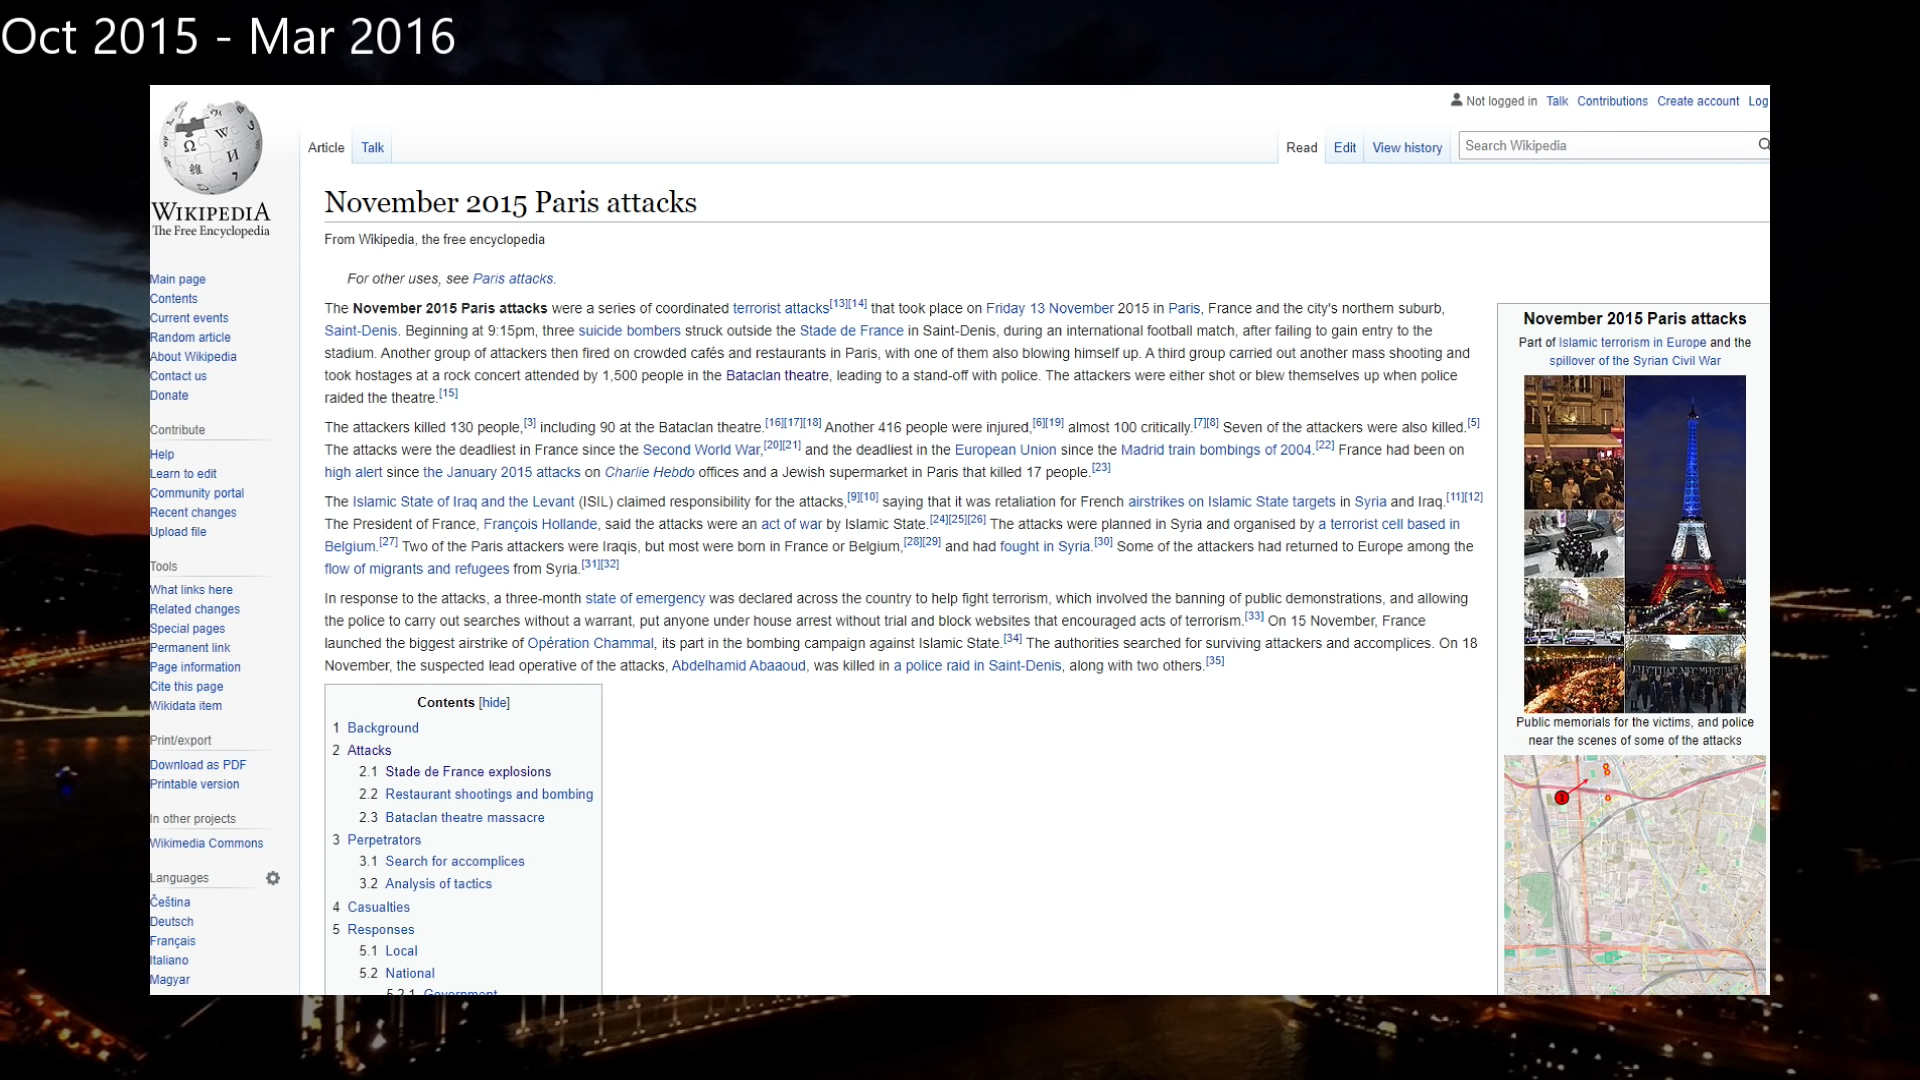 Oct 2015 - Mar 2016
Not logged in Talk Contributions Create account Log
Article Talk
Read Edit View history Search Wikipedia
WIKIPEDIA
The Free Encyclopedia
Main page
Contents
Current events
Random article
About Wikipedia
Contact us
Donate
Contribute
Help
Learn to edit
Community portal
Recent changes
Upload file
Tools
What links here
Related changes
Special pages
Permanent link
Page information
Cite this page
Wikidata item
Print/export
Download as PDF
Printable version
In other projects
Wikimedia Commons
Languages
Čeština
Deutsch
Français
Italiano
Magyar
November 2015 Paris attacks
From Wikipedia, the free encyclopedia
For other uses, see Paris attacks.
The November 2015 Paris attacks were a series of coordinated terrorist attacks[13][14] that took place on Friday 13 November 2015 in Paris, France and the city's northern suburb,
Saint-Denis. Beginning at 9:15pm, three suicide bombers struck outside the Stade de France in Saint-Denis, during an international football match, after failing to gain entry to the
stadium. Another group of attackers then fired on crowded cafés and restaurants in Paris, with one of them also blowing himself up. A third group carried out another mass shooting and
took hostages at a rock concert attended by 1,500 people in the Bataclan theatre, leading to a stand-off with police. The attackers were either shot or blew themselves up when police
raided the theatre.[15]
The attackers killed 130 people,[3] including 90 at the Bataclan theatre.[16][17][18] Another 416 people were injured,[6][19] almost 100 critically.[7][8] Seven of the attackers were also killed.[5]
The attacks were the deadliest in France since the Second World War,[20][21] and the deadliest in the European Union since the Madrid train bombings of 2004.[22] France had been on
high alert since the January 2015 attacks on Charlie Hebdo offices and a Jewish supermarket in Paris that killed 17 people.[23]
The Islamic State of Iraq and the Levant (ISIL) claimed responsibility for the attacks,[9][10] saying that it was retaliation for French airstrikes on Islamic State targets in Syria and Iraq.[11][12]
The President of France, François Hollande, said the attacks were an act of war by Islamic State.[24][25][26] The attacks were planned in Syria and organised by a terrorist cell based in
Belgium.[27] Two of the Paris attackers were Iraqis, but most were born in France or Belgium,[28][29] and had fought in Syria.[30] Some of the attackers had returned to Europe among the
flow of migrants and refugees from Syria.[31][32]
In response to the attacks, a three-month state of emergency was declared across the country to help fight terrorism, which involved the banning of public demonstrations, and allowing
the police to carry out searches without a warrant, put anyone under house arrest without trial and block websites that encouraged acts of terrorism.[33] On 15 November, France
launched the biggest airstrike of Opération Chammal, its part in the bombing campaign against Islamic State.[34] The authorities searched for surviving attackers and accomplices. On 18
November, the suspected lead operative of the attacks, Abdelhamid Abaaoud, was killed in a police raid in Saint-Denis, along with two others.[35]
Contents [hide]
1 Background
2 Attacks
2.1 Stade de France explosions
2.2 Restaurant shootings and bombing
2.3 Bataclan theatre massacre
3 Perpetrators
3.1 Search for accomplices
3.2 Analysis of tactics
4 Casualties
5 Responses
5.1 Local
5.2 National
5.2.1 Government
November 2015 Paris attacks
Part of Islamic terrorism in Europe and the
spillover of the Syrian Civil War
Public memorials for the victims, and police
near the scenes of some of the attacks